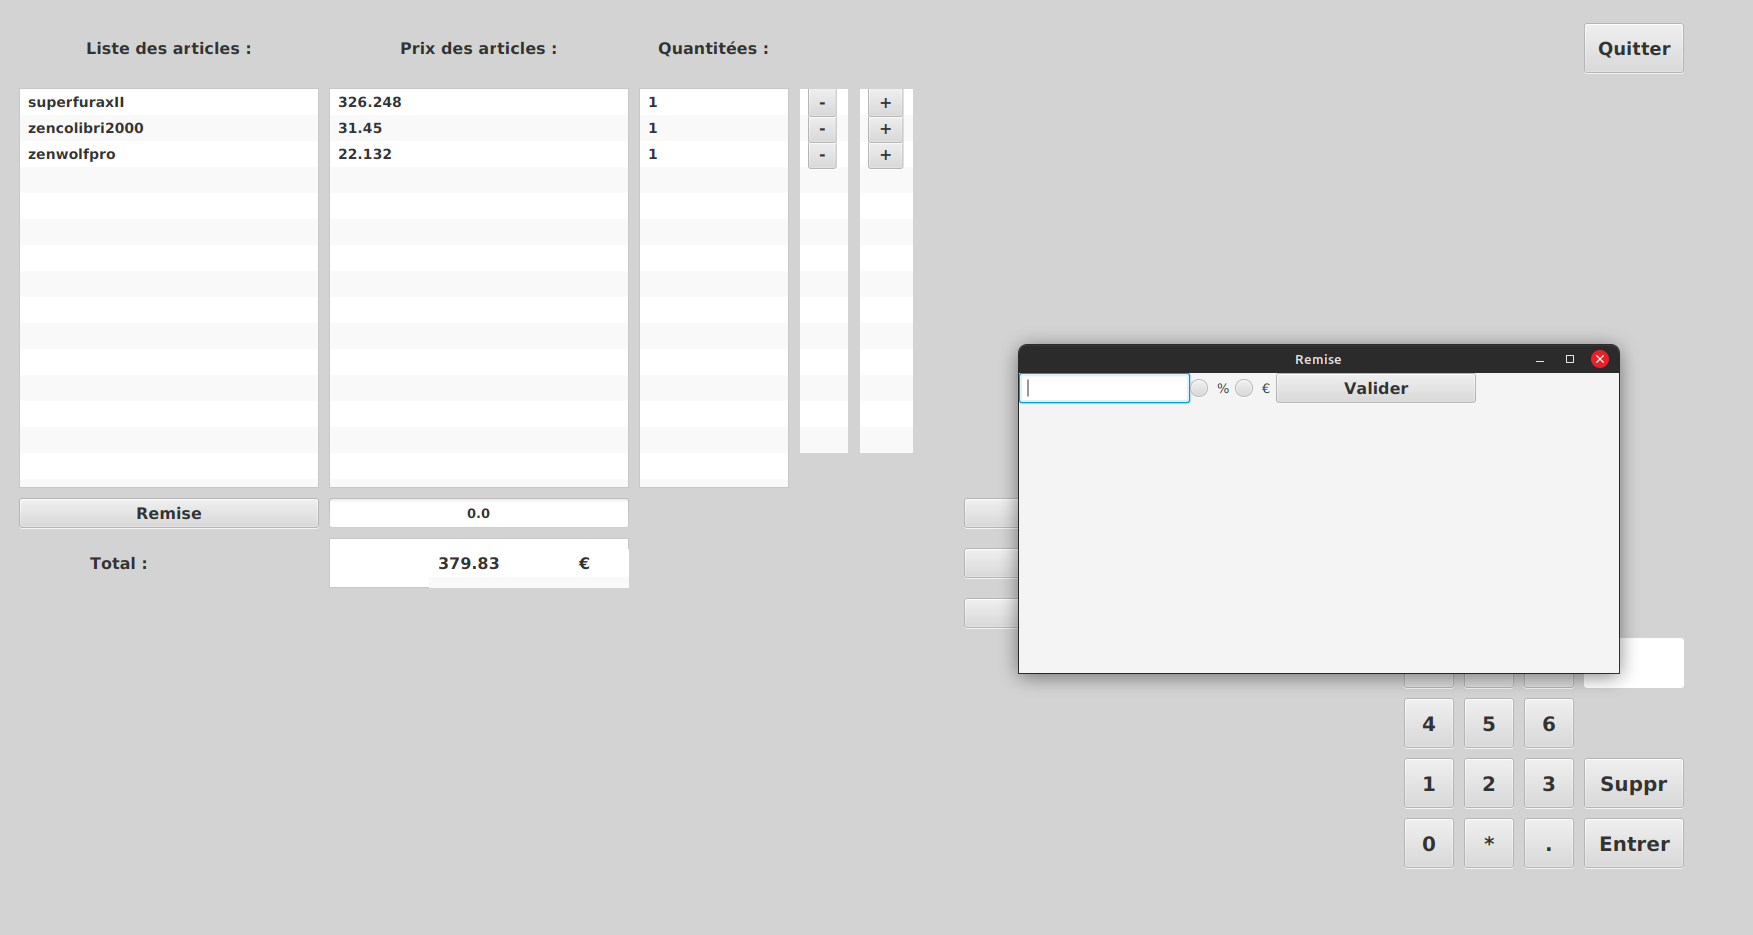 Liste des articles : Prix des articles : Quantitées : Quitter
superfuraxII 326.248 1 - +
zencolibri2000 31.45 1 - +
zenwolfpro 22.132 1 - +
Remise
% € Valider
Remise 0.0
Total : 379.83 €
4 5 6
1 2 3 Suppr
0 * . Entrer